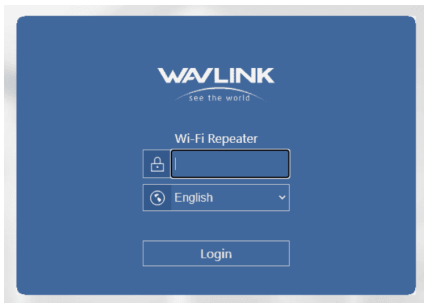 WAVLINK
see the world
Wi-Fi Repeater
English
Login